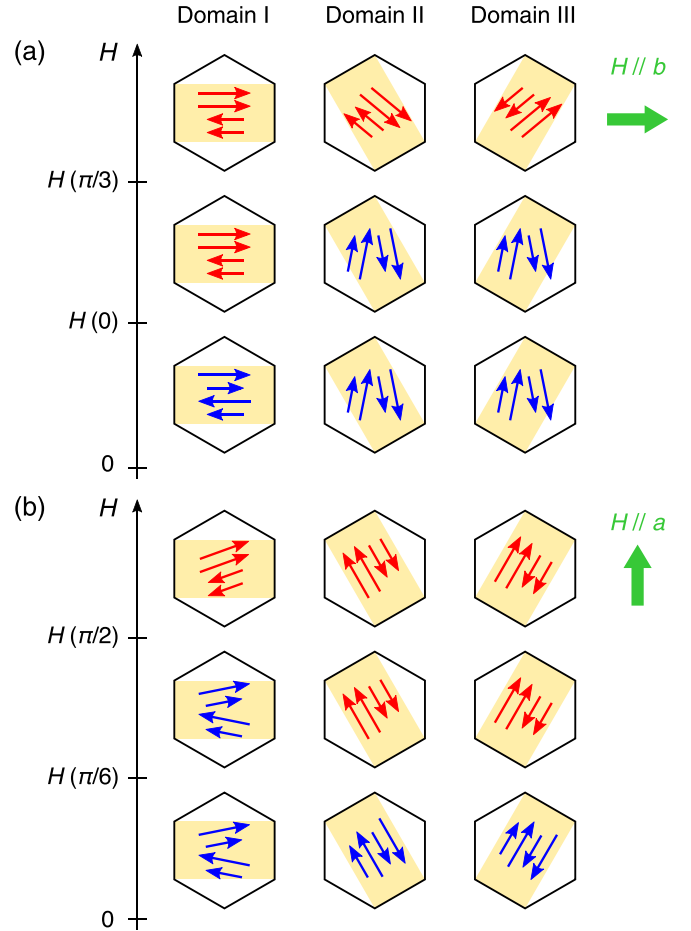 Domain I Domain II Domain III
(a) H
H // b
H (π/3)
H (0)
0
(b) H
H // a
H (π/2)
H (π/6)
0